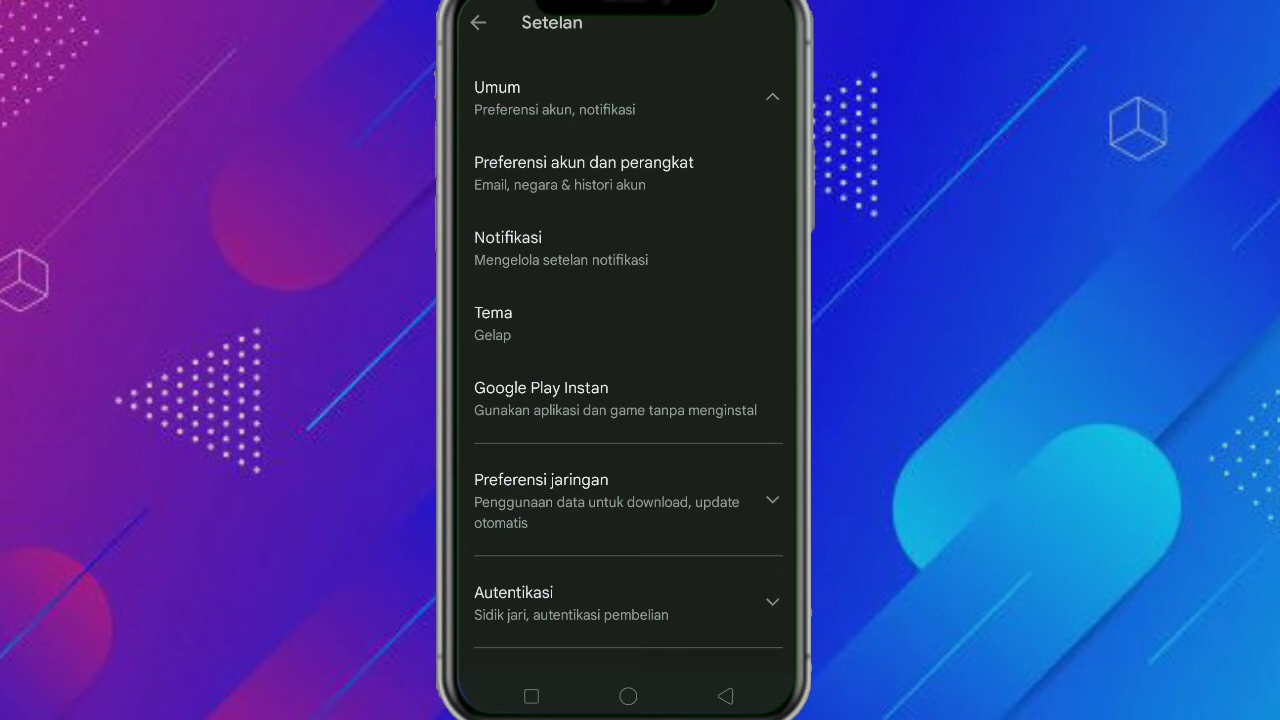 Setelan
Umum
Preferensi akun, notifikasi
Preferensi akun dan perangkat
Email, negara & histori akun
Notifikasi
Mengelola setelan notifikasi
Tema
Gelap
Google Play Instan
Gunakan aplikasi dan game tanpa menginstal
Preferensi jaringan
Penggunaan data untuk download, update
otomatis
Autentikasi
Sidik jari, autentikasi pembelian